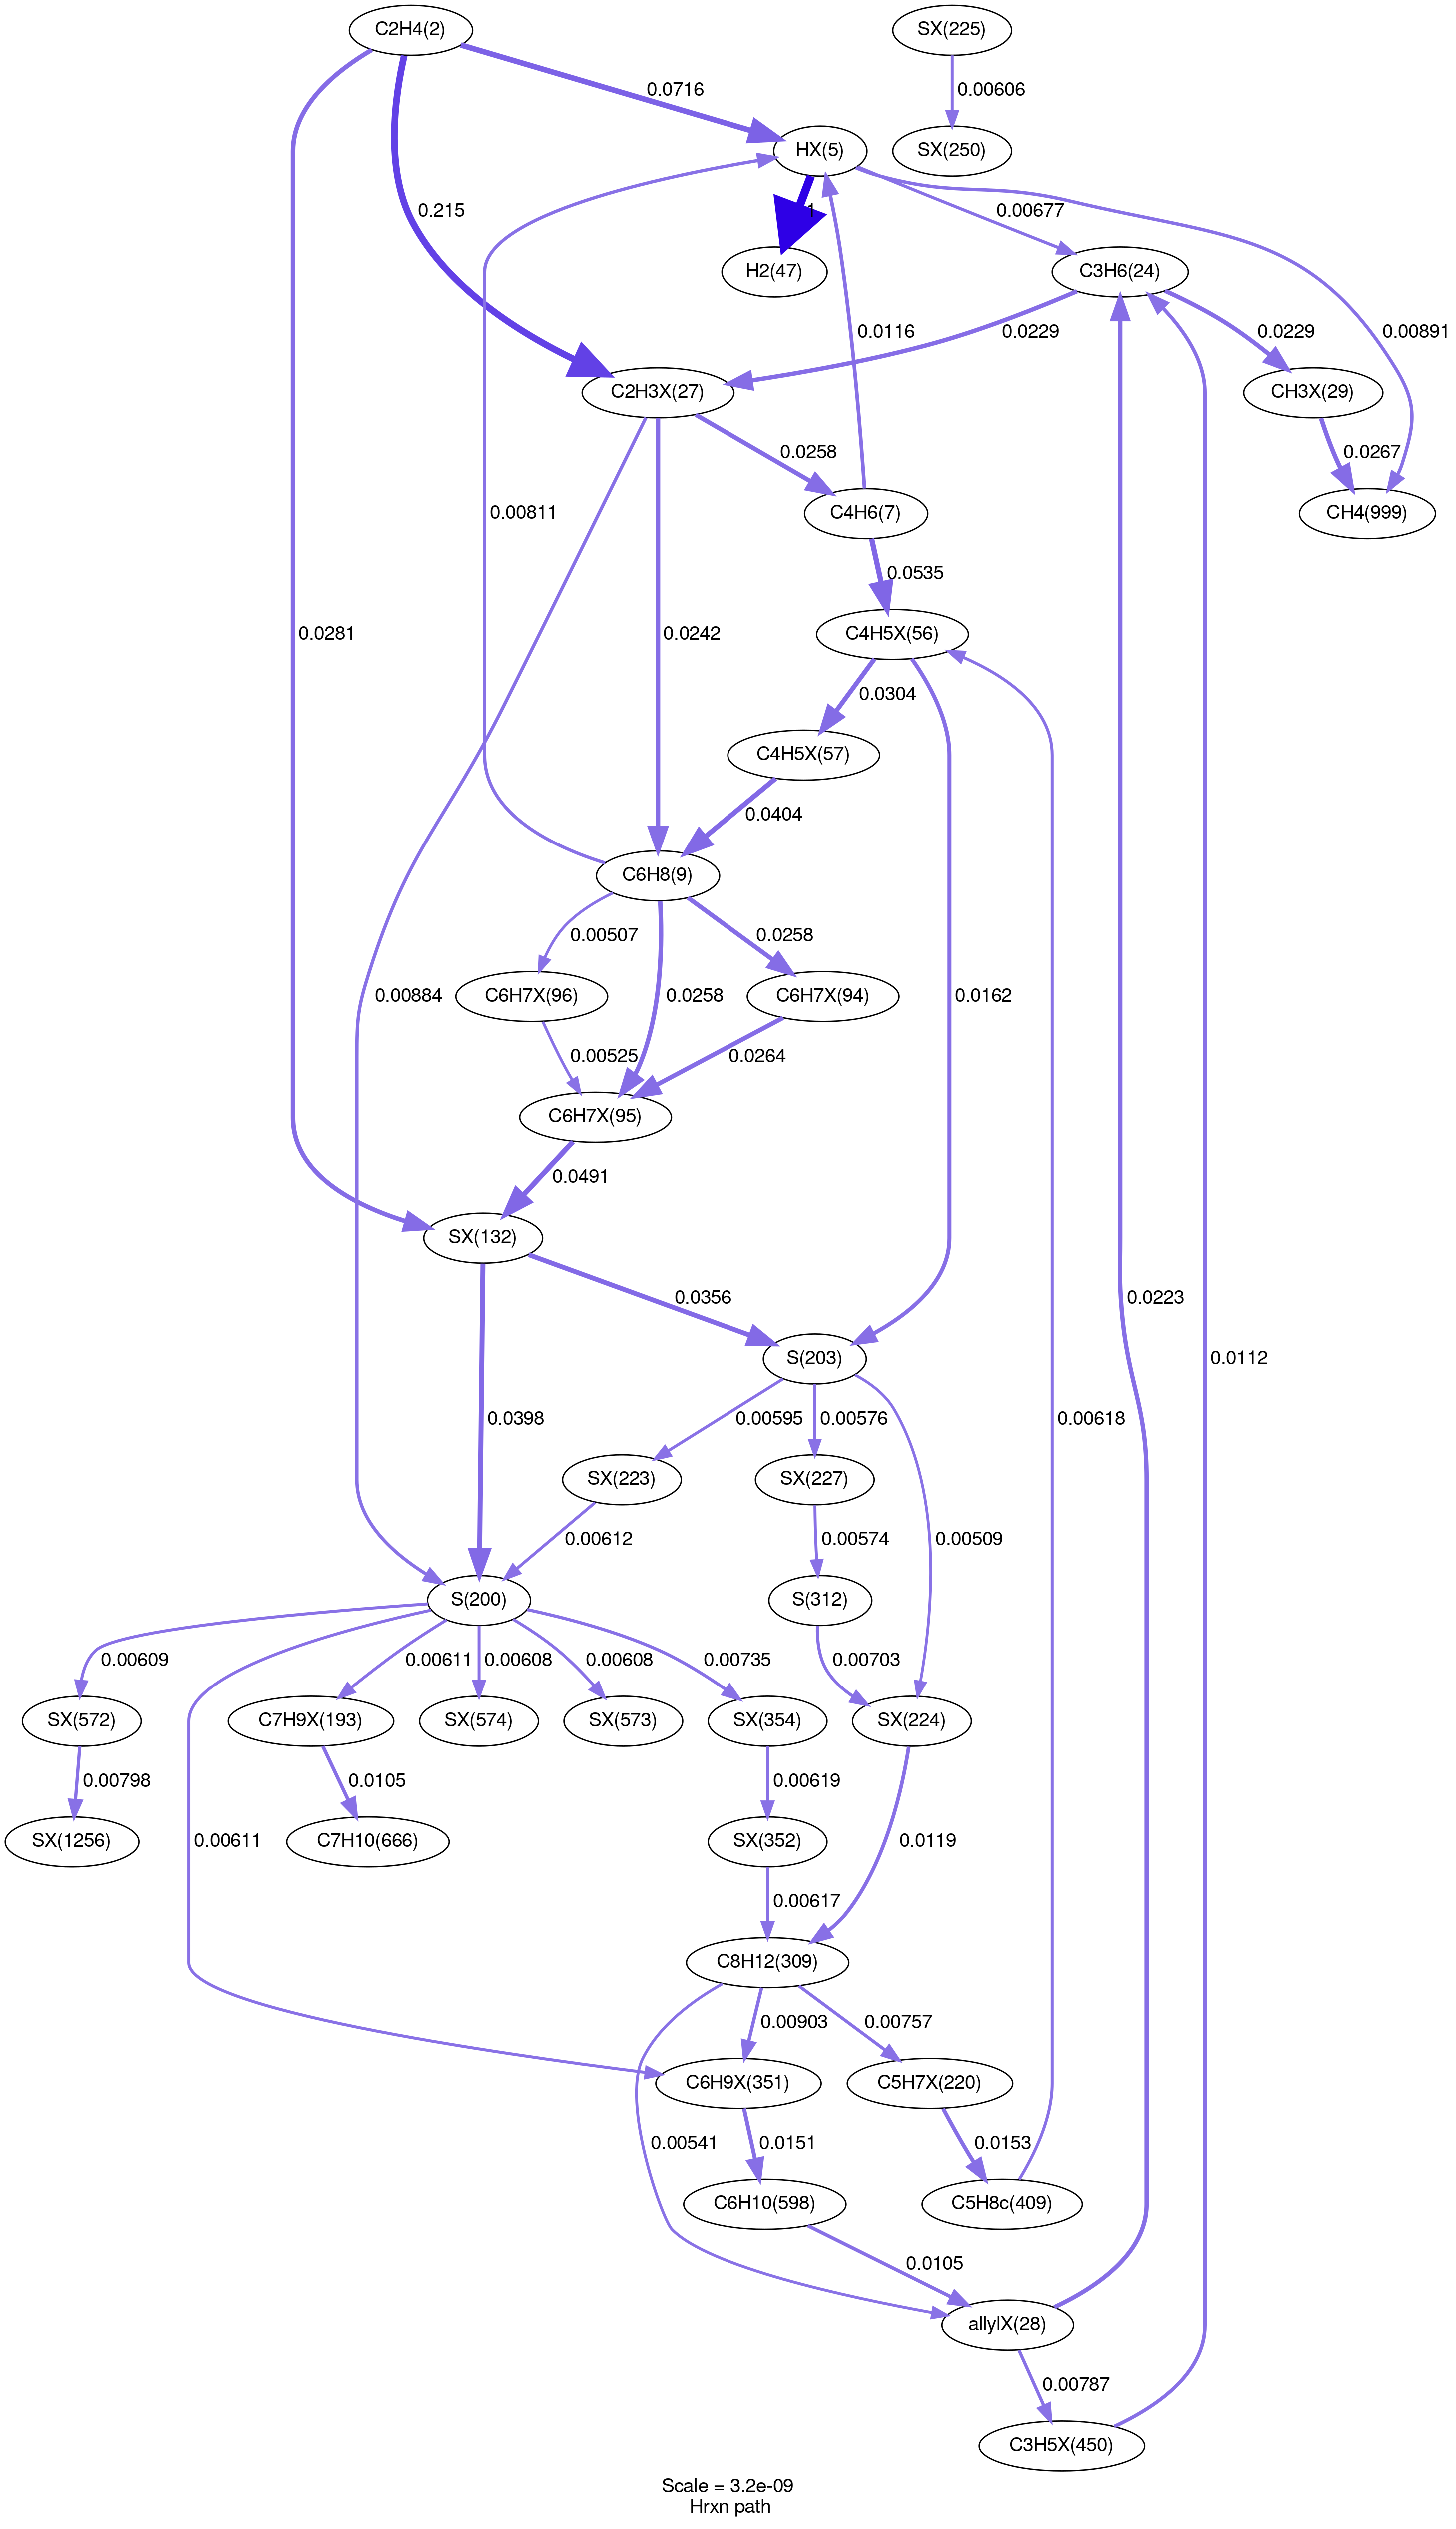 C2H4(2)
SX(225)
0.0716
0.00606
HX(5)
SX(250)
0.215
1
0.00677
H2(47)
C3H6(24)
0.0116
0.0229
0.0229
0.00891
C2H3X(27)
CH3X(29)
0.0258
0.0267
0.00811
C4H6(7)
CH4(999)
0.0535
0.0281
0.0242
C4H5X(56)
0.0304
C4H5X(57)
0.0404
C6H8(9)
0.00507
0.0258
0.00884
C6H7X(96)
0.0258
C6H7X(94)
0.0162
0.00525
0.0264
C6H7X(95)
0.0491
SX(132)
0.0356
0.0223
S(203)
0.0112
0.0398
0.00595
0.00576
0.00618
SX(223)
SX(227)
0.00612
0.00574
0.00509
S(200)
S(312)
0.00609
0.00611
0.00608
0.00608
0.00735
0.00703
SX(572)
C7H9X(193)
SX(574)
SX(573)
SX(354)
SX(224)
0.00798
0.0105
0.00619
SX(1256)
C7H10(666)
0.00611
SX(352)
0.0119
0.00617
C8H12(309)
0.00903
0.00757
C6H9X(351)
C5H7X(220)
0.00541
0.0151
0.0153
C6H10(598)
C5H8c(409)
0.0105
allylX(28)
0.00787
C3H5X(450)
Scale = 3.2e-09
Hrxn path